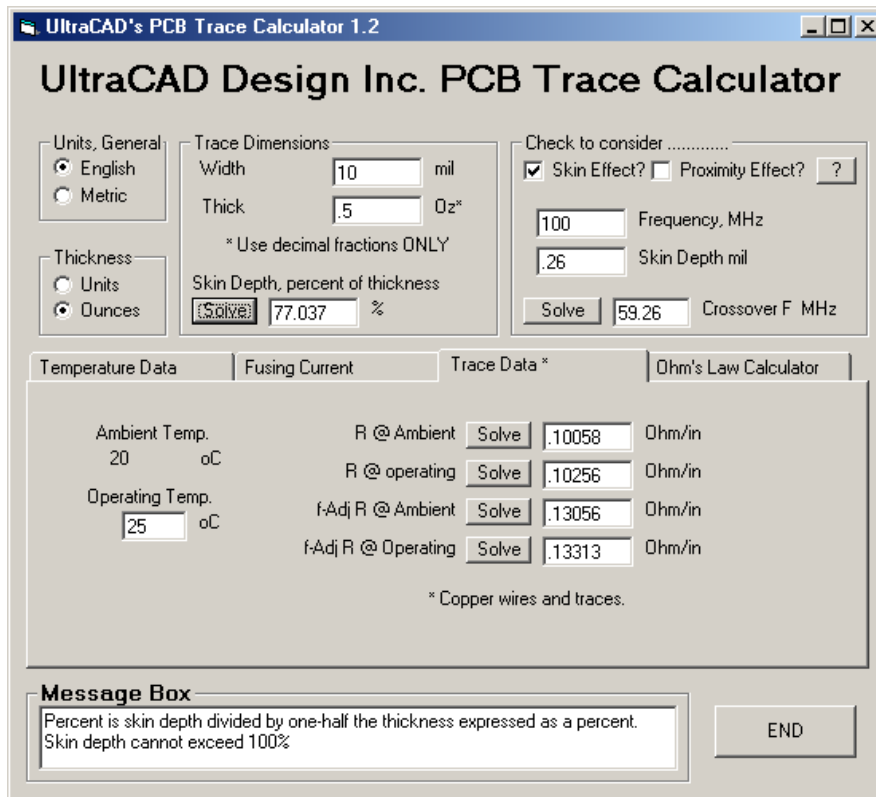 UltraCAD's PCB Trace Calculator 1.2
UltraCAD Design Inc. PCB Trace Calculator
Units, General
English
Metric
Thickness
Units
Ounces
Trace Dimensions
Width 10 mil
Thick .5 Oz*
* Use decimal fractions ONLY
Skin Depth, percent of thickness
Solve 77.037 %
Check to consider .............
Skin Effect? Proximity Effect? ?
100 Frequency, MHz
.26 Skin Depth mil
Solve 59.26 Crossover F MHz
Temperature Data Fusing Current Trace Data * Ohm's Law Calculator
Ambient Temp.
20 oC
Operating Temp.
25 oC
R @ Ambient Solve .10058 Ohm/in
R @ operating Solve .10256 Ohm/in
f-Adj R @ Ambient Solve .13056 Ohm/in
f-Adj R @ Operating Solve .13313 Ohm/in
* Copper wires and traces.
Message Box
Percent is skin depth divided by one-half the thickness expressed as a percent.
Skin depth cannot exceed 100%
END